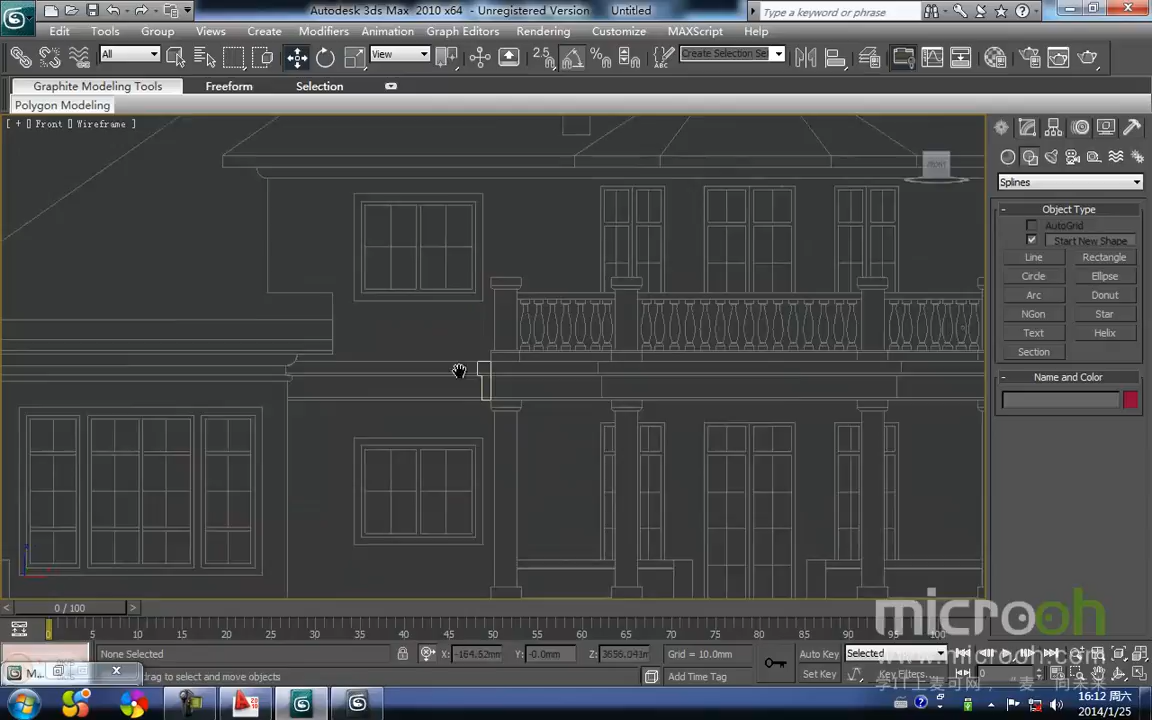 Autodesk 3ds Max 2010 x64 - Unregistered Version Untitled
Type a keyword or phrase
Edit Tools Group Views Create Modifiers Animation Graph Editors Rendering Customize MAXScript Help
All View 2.5 Create Selection Se
Graphite Modeling Tools Freeform Selection
Polygon Modeling
[ + [] Front [] Wireframe ]
FRONT
Splines
Object Type
AutoGrid
Start New Shape
Line Rectangle
Circle Ellipse
Arc Donut
NGon Star
Text Helix
Section
Name and Color
0 / 100
0 5 10 15 20 25 30 35 40 45 50 55 60 65 70 75 80 85 90 95 100
microoh
None Selected X: -164.52mm Y: -0.0mm Z: 3656.041m Grid = 10.0mm Auto Key Selected
www.microoh.com
M... drag to select and move objects Add Time Tag Set Key Key Filters... 0
16:12 周六
2014/1/25